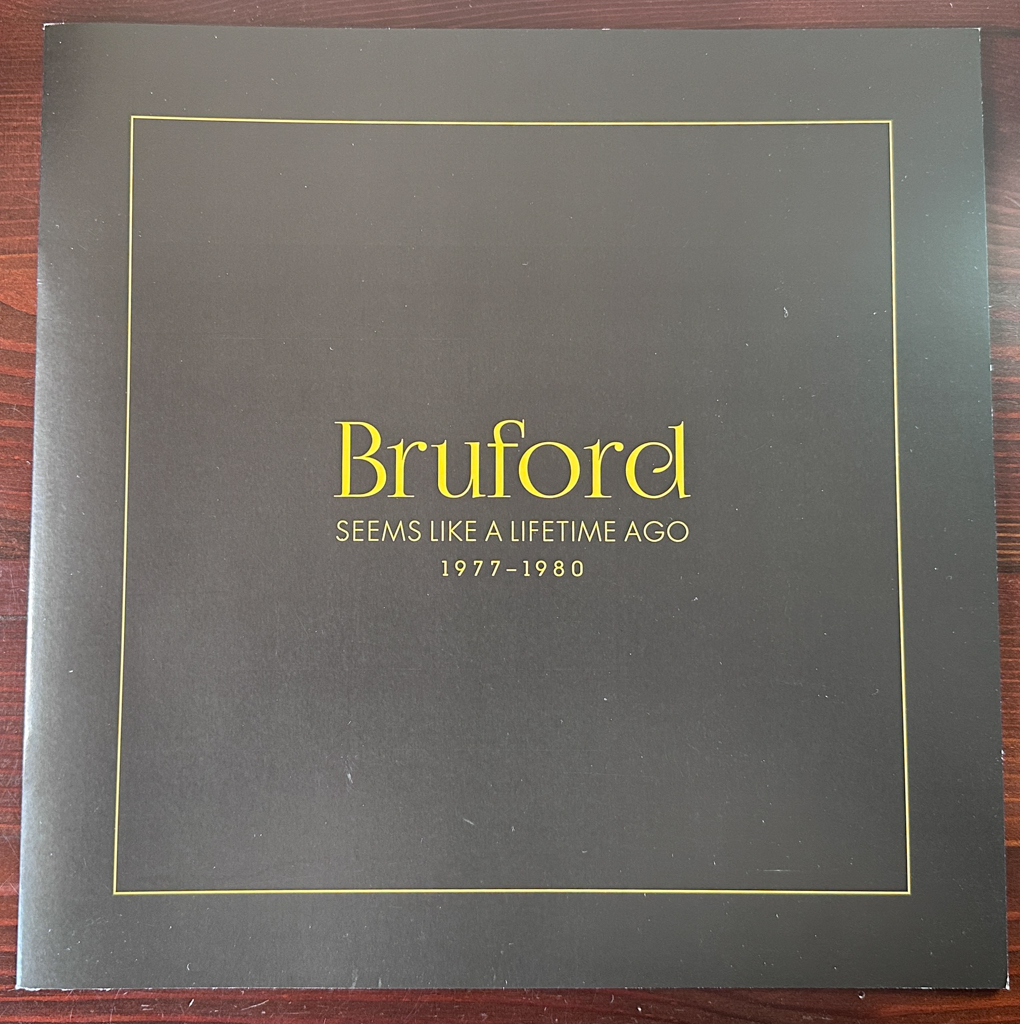 Bruford
SEEMS LIKE A LIFETIME AGO
1977–1980